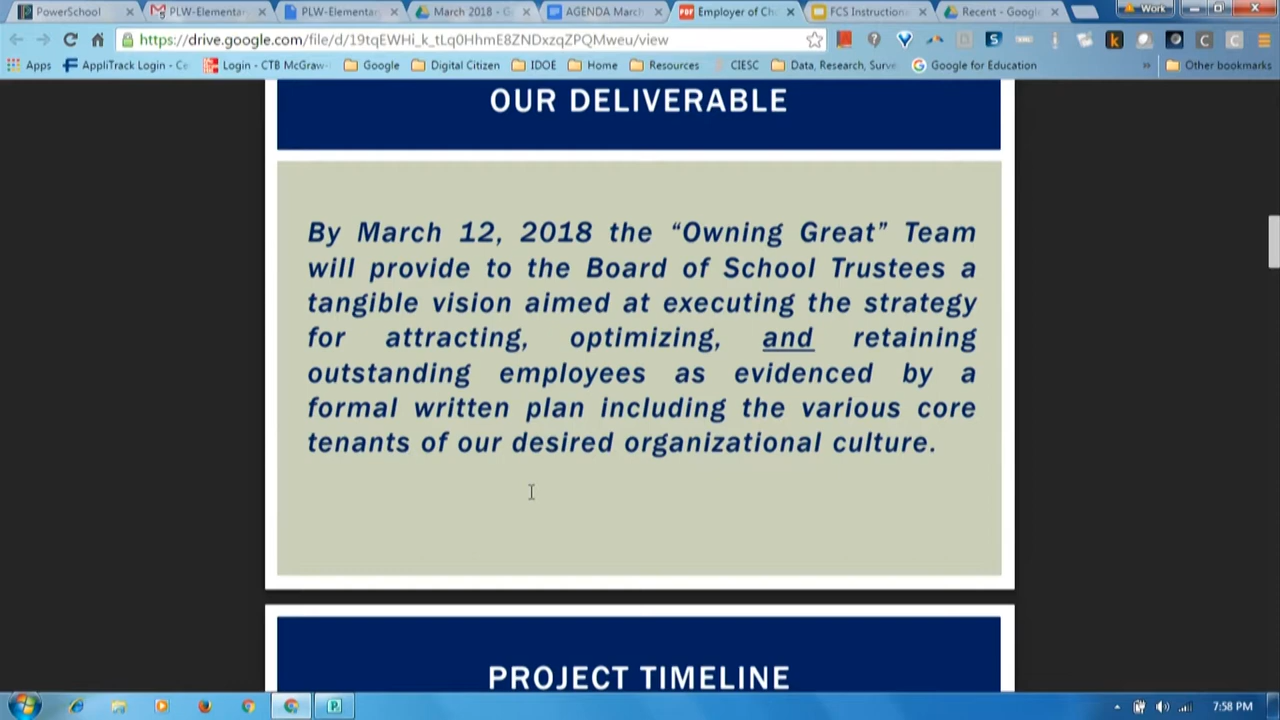 PowerSchool
PLW-Elementar
PLW-Elementar
March 2018 - G
AGENDA March
Employer of Ch
FCS Instruction
Recent - Google
Work
https://drive.google.com/file/d/19tqEWHi_k_tLq0HhmE8ZNDxzqZPQMweu/view
Apps
AppliTrack Login - Ce
Login - CTB McGraw-
Google
Digital Citizen
IDOE
Home
Resources
CIESC
Data, Research, Surve
Google for Education
»
Other bookmarks
OUR DELIVERABLE
By March 12, 2018 the “Owning Great” Team
will provide to the Board of School Trustees a
tangible vision aimed at executing the strategy
for attracting, optimizing, and retaining
outstanding employees as evidenced by a
formal written plan including the various core
tenants of our desired organizational culture.
PROJECT TIMELINE
7:58 PM